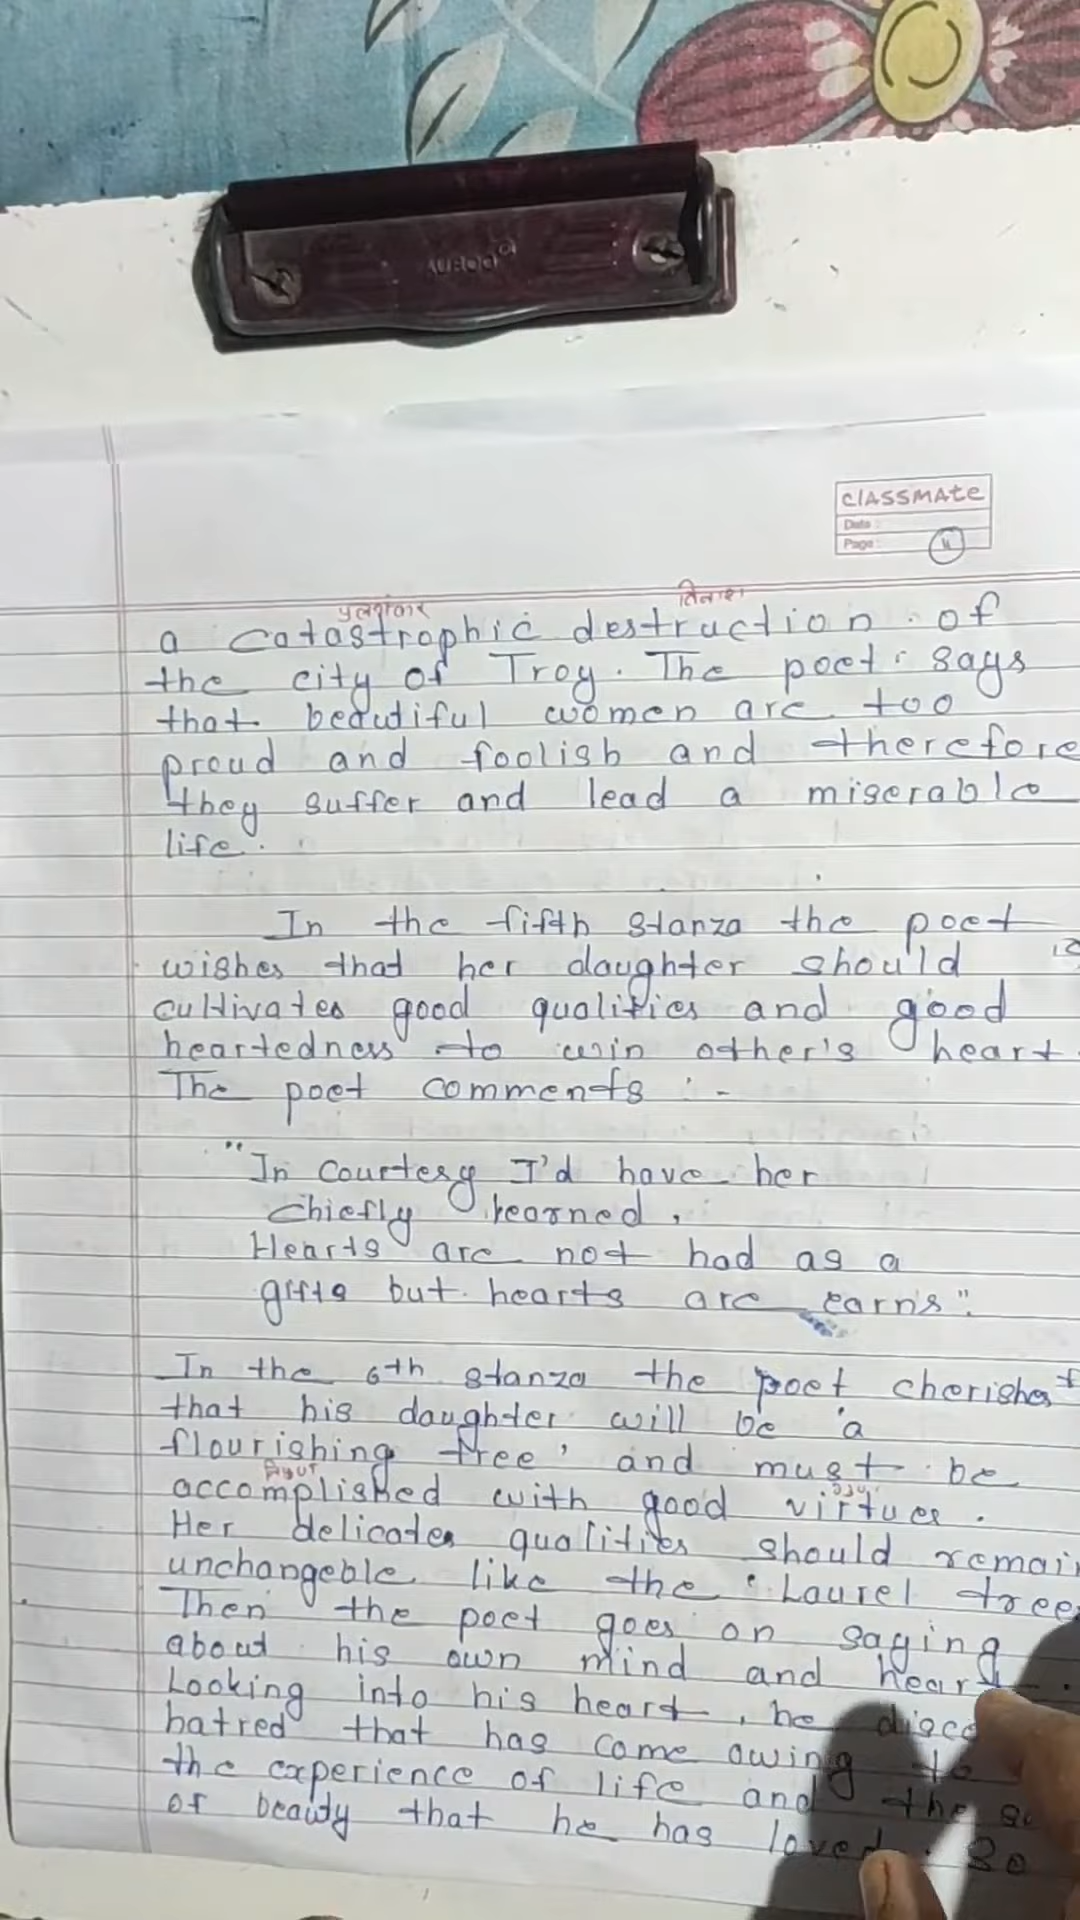 CLASSMATE
Date :
Page :
प्रलयंकार विनाश
a catastrophic destruction of
the city of Troy. The poet says
that beautiful women are too
proud and foolish and therefore
they suffer and lead a miserable
life.
In the fifth stanza the poet
wishes that her daughter should
cultivates good qualities and good
heartedness to win other's heart.
The poet comments :-
"In Courtesy I'd have her
chiefly learned,
Hearts are not had as a
gifts but hearts are earns".
In the 6th stanza the poet cherishes
that his daughter will be 'a
flourishing tree' and must be
accomplished with good virtues.
Her delicates qualities should remain
unchangeble like the Laurel tree
Then the poet goes on saying
about his own mind and heart.
Looking into his heart, he
hatred that has come owing to
the experience of life and the
of beauty that he has loved. So